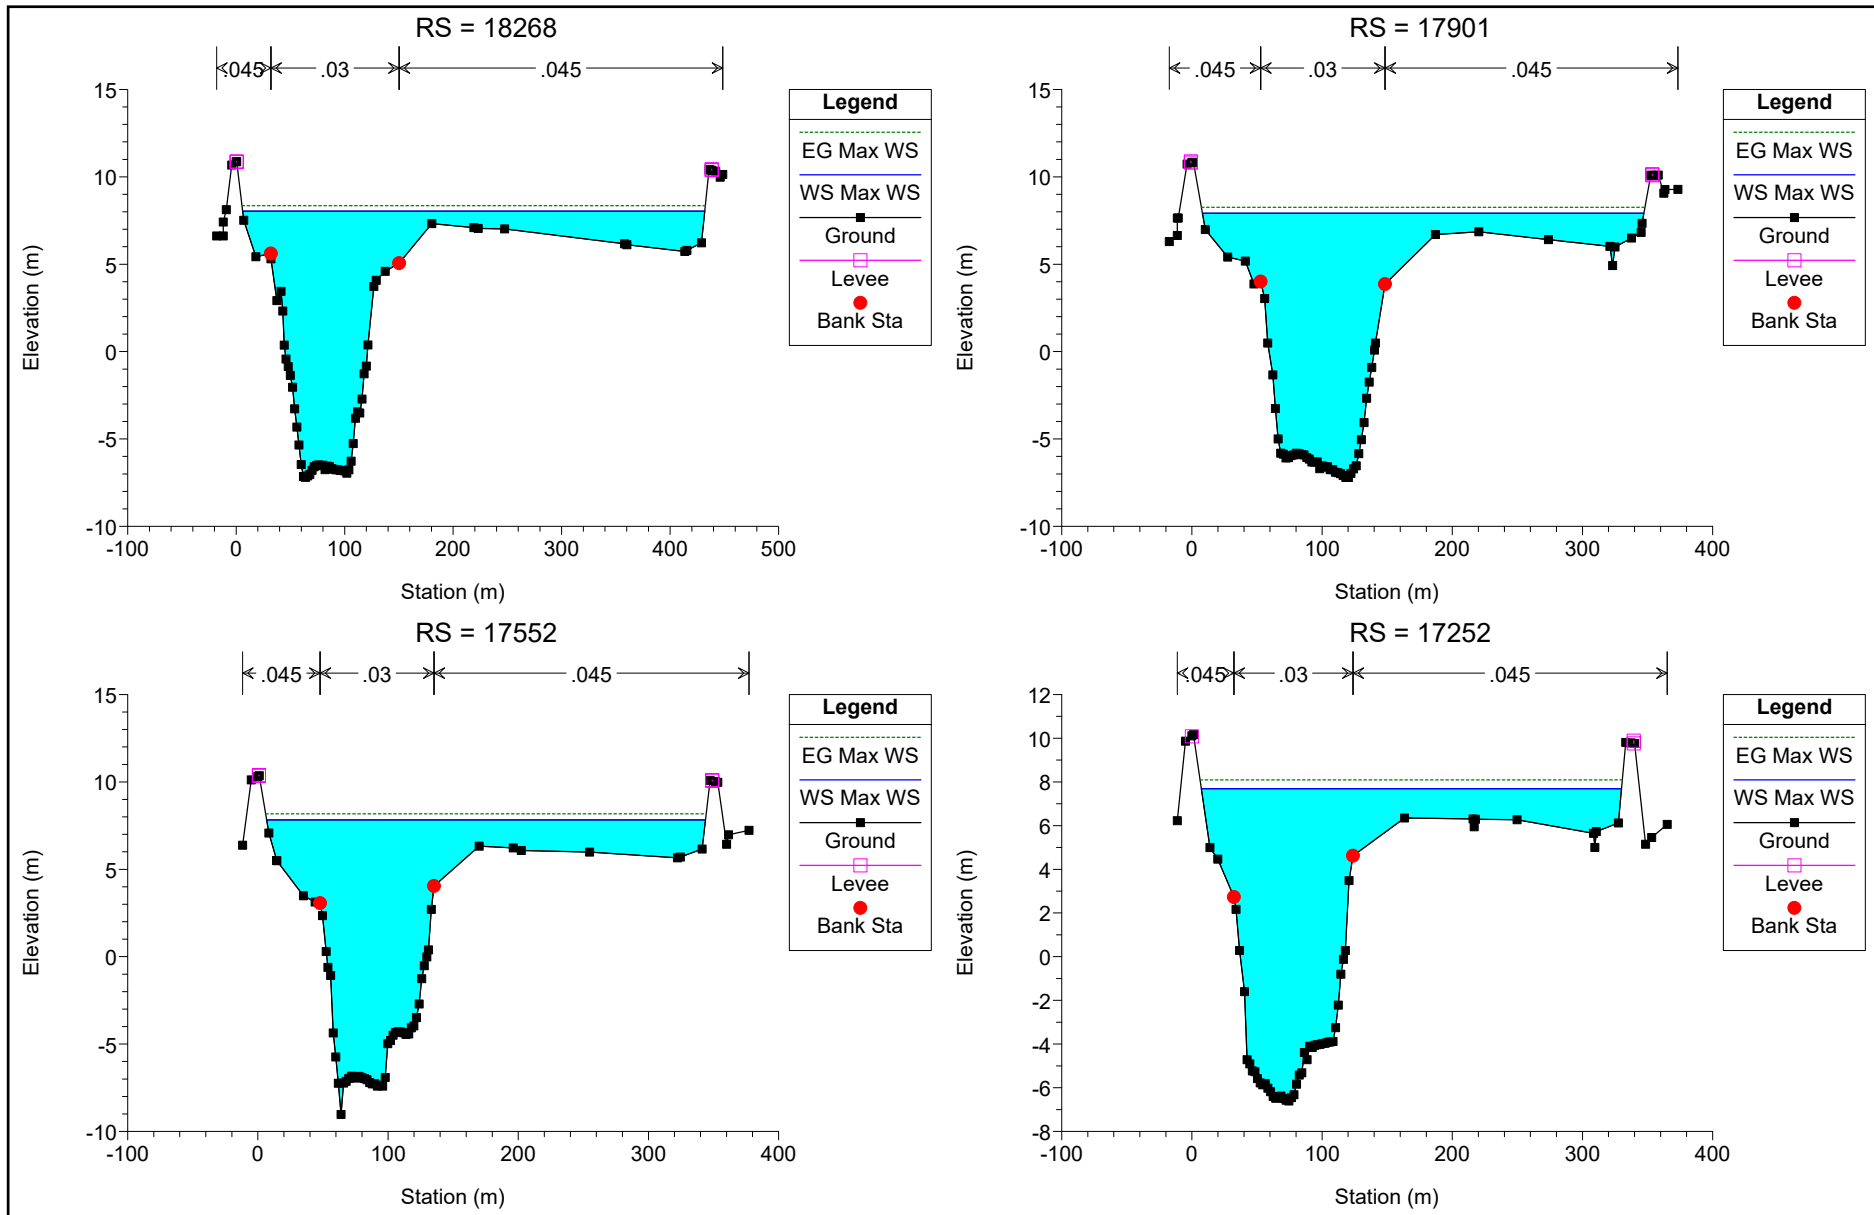 RS = 18268
.045 .03 .045
15
10
5
0
-5
-10
-100 0 100 200 300 400 500
Elevation (m)
Station (m)
Legend
EG Max WS
WS Max WS
Ground
Levee
Bank Sta
RS = 17901
.045 .03 .045
15
10
5
0
-5
-10
-100 0 100 200 300 400
Elevation (m)
Station (m)
Legend
EG Max WS
WS Max WS
Ground
Levee
Bank Sta
RS = 17552
.045 .03 .045
15
10
5
0
-5
-10
-100 0 100 200 300 400
Elevation (m)
Station (m)
Legend
EG Max WS
WS Max WS
Ground
Levee
Bank Sta
RS = 17252
.045 .03 .045
12
10
8
6
4
2
0
-2
-4
-6
-8
-100 0 100 200 300 400
Elevation (m)
Station (m)
Legend
EG Max WS
WS Max WS
Ground
Levee
Bank Sta